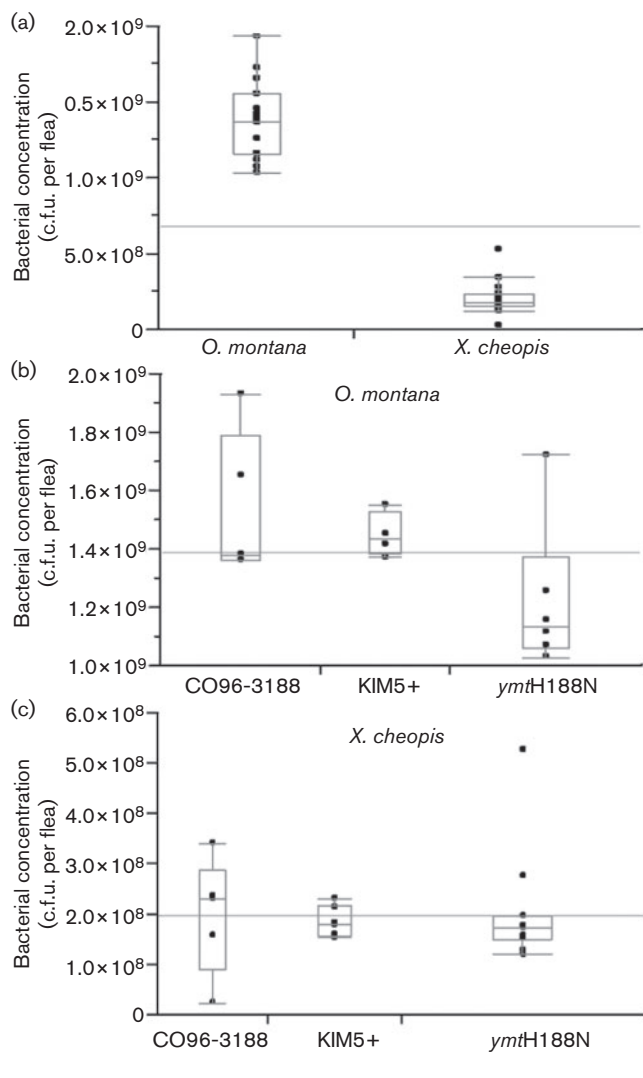 (a)
Bacterial concentration
(c.f.u. per flea)
2.0×10⁹
0.5×10⁹
1.0×10⁹
5.0×10⁸
0
O. montana X. cheopis
(b)
O. montana
Bacterial concentration
(c.f.u. per flea)
2.0×10⁹
1.8×10⁹
1.6×10⁹
1.4×10⁹
1.2×10⁹
1.0×10⁹
CO96-3188 KIM5+ ymtH188N
(c)
X. cheopis
Bacterial concentration
(c.f.u. per flea)
6.0×10⁸
5.0×10⁸
4.0×10⁸
3.0×10⁸
2.0×10⁸
1.0×10⁸
0
CO96-3188 KIM5+ ymtH188N